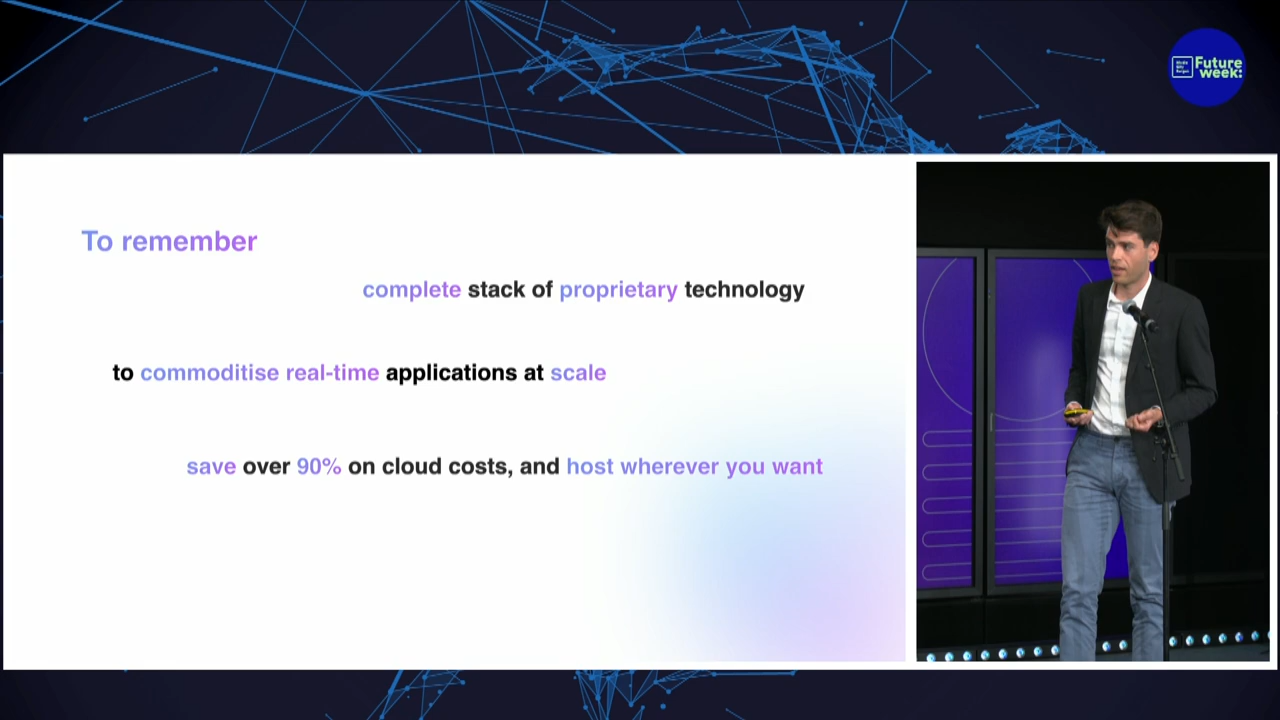 Future
week:
To remember
complete stack of proprietary technology
to commoditise real-time applications at scale
save over 90% on cloud costs, and host wherever you want